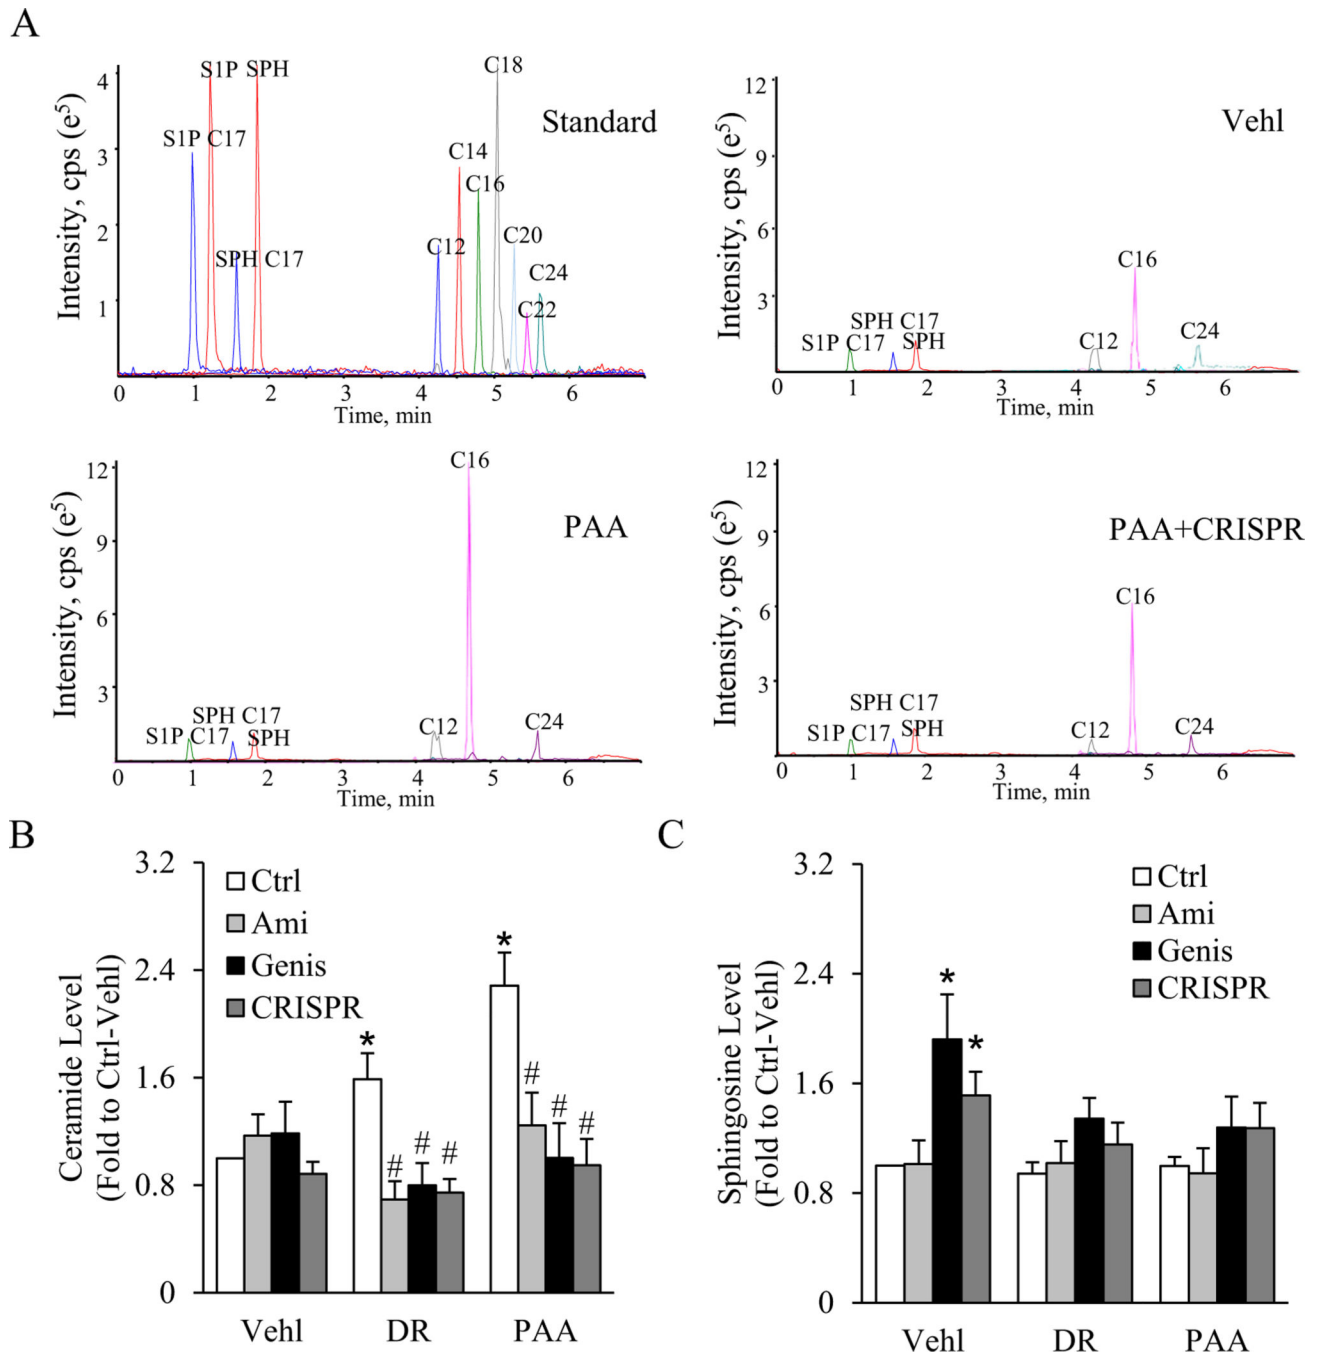 A
Standard
Intensity, cps (e⁵)
4
3
2
1
S1P SPH
S1P C17
SPH C17
C12
C14
C16
C18
C20
C22
C24
0 1 2 3 4 5 6
Time, min
Vehl
Intensity, cps (e⁵)
12
9
6
3
SPH C17
S1P C17 SPH
C12
C16
C24
0 1 2 3 4 5 6
Time, min
PAA
Intensity, cps (e⁵)
12
9
6
3
SPH C17
S1P C17 SPH
C12
C16
C24
0 1 2 3 4 5 6
Time, min
PAA+CRISPR
Intensity, cps (e⁵)
12
9
6
3
SPH C17
S1P C17 SPH
C12
C16
C24
0 1 2 3 4 5 6
Time, min
B
Ceramide Level
(Fold to Ctrl-Vehl)
3.2
2.4
1.6
0.8
0
Ctrl
Ami
Genis
CRISPR
*
# # #
*
# # #
Vehl DR PAA
C
Sphingosine Level
(Fold to Ctrl-Vehl)
3.2
2.4
1.6
0.8
0
Ctrl
Ami
Genis
CRISPR
* *
Vehl DR PAA